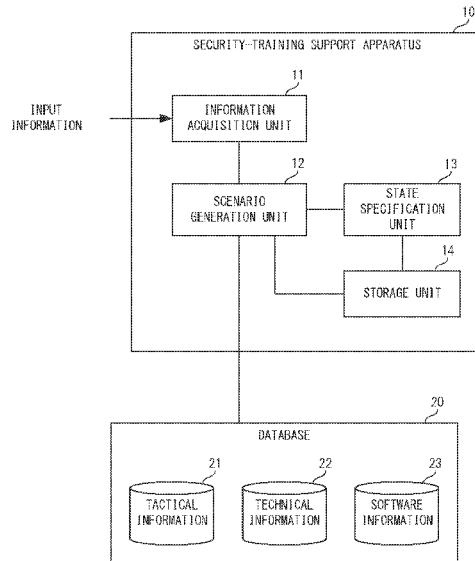 10
SECURITY-TRAINING SUPPORT APPARATUS
11
INPUT
INFORMATION
INFORMATION
ACQUISITION UNIT
12
13
SCENARIO
GENERATION UNIT
STATE
SPECIFICATION
UNIT
14
STORAGE UNIT
20
DATABASE
21
22
23
TACTICAL
INFORMATION
TECHNICAL
INFORMATION
SOFTWARE
INFORMATION